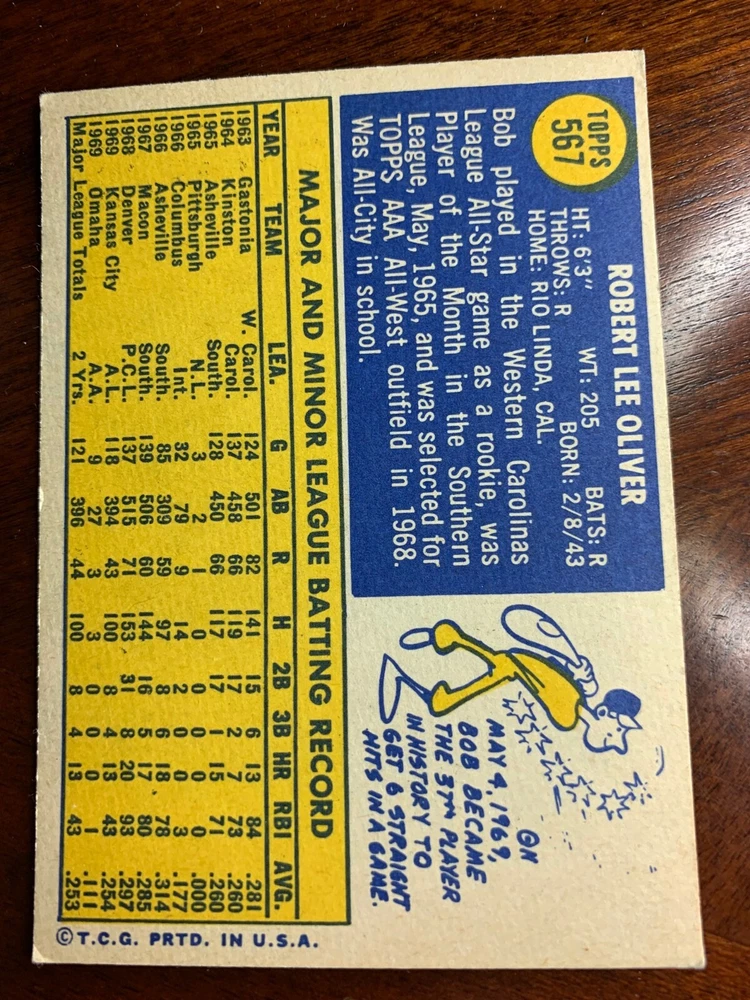 TOPPS
567
ROBERT LEE OLIVER
HT: 6'3" WT: 205 BATS: R
THROWS: R BORN: 2/8/43
HOME: RIO LINDA, CAL.
Bob played in the Western Carolinas
League All-Star game as a rookie, was
Player of the Month in the Southern
League, May, 1965, and was selected for
TOPPS AAA All-West outfield in 1968.
Was All-City in school.
ON
MAY 4, 1969,
BOB BECAME
THE 37TH PLAYER
IN HISTORY TO
GET 6 STRAIGHT
HITS IN A GAME.
MAJOR AND MINOR LEAGUE BATTING RECORD
YEAR TEAM LEA. G AB R H 2B 3B HR RBI AVG.
1963 Gastonia W. Carol. 124 501 82 141 15 6 13 84 .281
1964 Kinston Carol. 137 458 66 119 17 2 7 73 .260
1965 Asheville South. 128 450 66 117 17 1 15 71 .260
1965 Pittsburgh N.L. 3 2 1 0 0 0 0 0 .000
1966 Columbus Int. 32 79 9 14 2 0 0 3 .177
1966 Asheville South. 85 309 59 97 8 6 18 78 .314
1967 Macon South. 139 506 60 144 16 5 17 80 .285
1968 Denver P.C.L. 137 515 71 153 31 8 20 93 .297
1969 Kansas City A.L. 118 394 43 100 8 4 13 43 .254
1969 Omaha A.A. 9 27 3 3 0 0 0 1 .111
Major League Totals 2 Yrs. 121 396 44 100 8 4 13 43 .253
© T.C.G. PRTD. IN U.S.A.